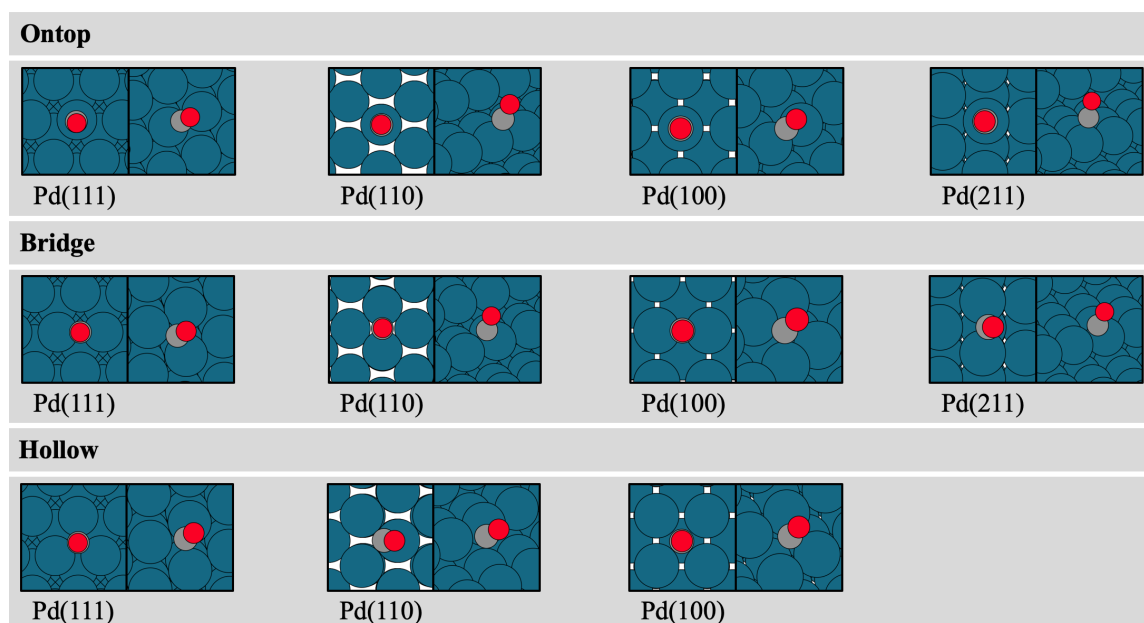 Ontop
Pd(111) Pd(110) Pd(100) Pd(211)
Bridge
Pd(111) Pd(110) Pd(100) Pd(211)
Hollow
Pd(111) Pd(110) Pd(100)